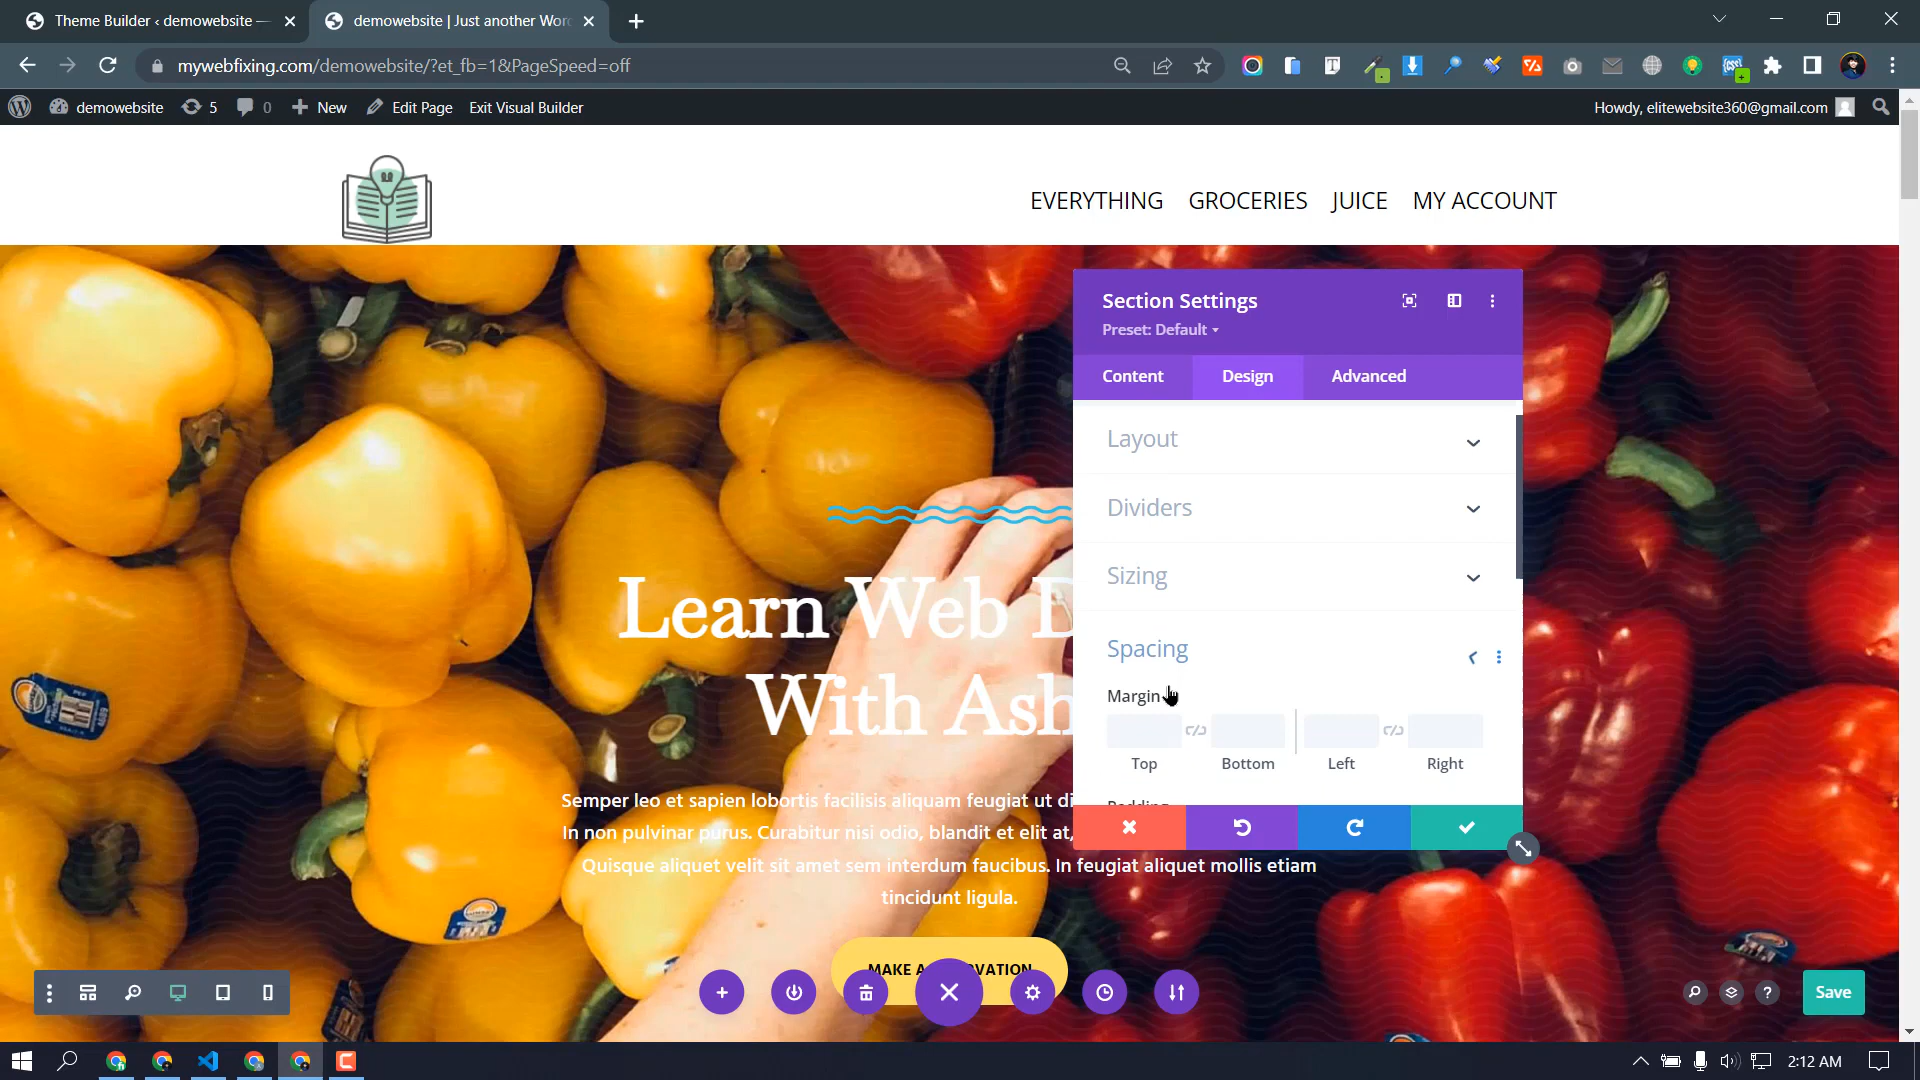 Theme Builder ‹ demowebsite —
demowebsite | Just another Word
mywebfixing.com/demowebsite/?et_fb=1&PageSpeed=off
demowebsite
5
0
New
Edit Page
Exit Visual Builder
Howdy, elitewebsite360@gmail.com
EVERYTHING
GROCERIES
JUICE
MY ACCOUNT
Section Settings
Preset: Default
Content
Design
Advanced
Layout
Dividers
Sizing
Spacing
Margin
Top
Bottom
Left
Right
Padding
Learn Web D
With Ash
Semper leo et sapien lobortis facilisis aliquam feugiat ut di
In non pulvinar purus. Curabitur nisi odio, blandit et elit at,
Quisque aliquet velit sit amet sem interdum faucibus. In feugiat aliquet mollis etiam
tincidunt ligula.
MAKE A VATION
Save
2:12 AM